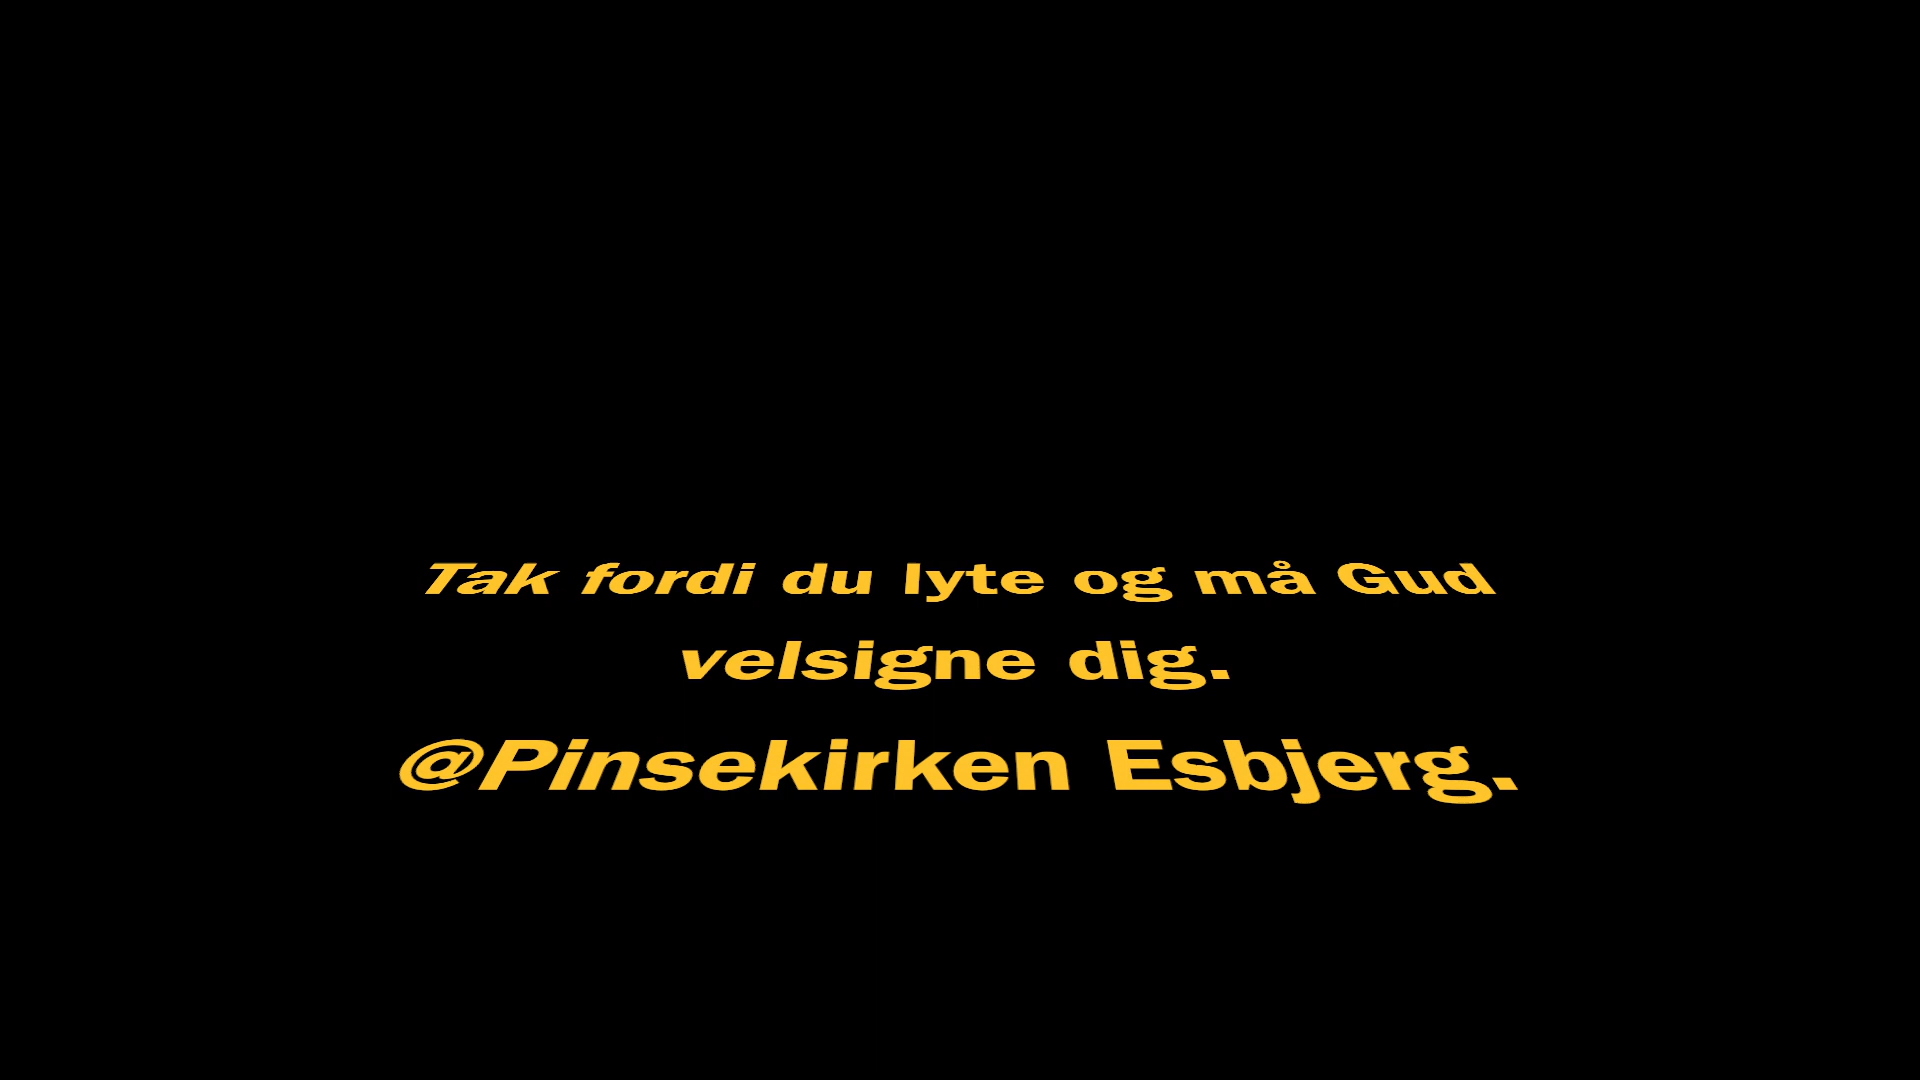 Tak fordi du lyte og må Gud
velsigne dig.
@Pinsekirken Esbjerg.